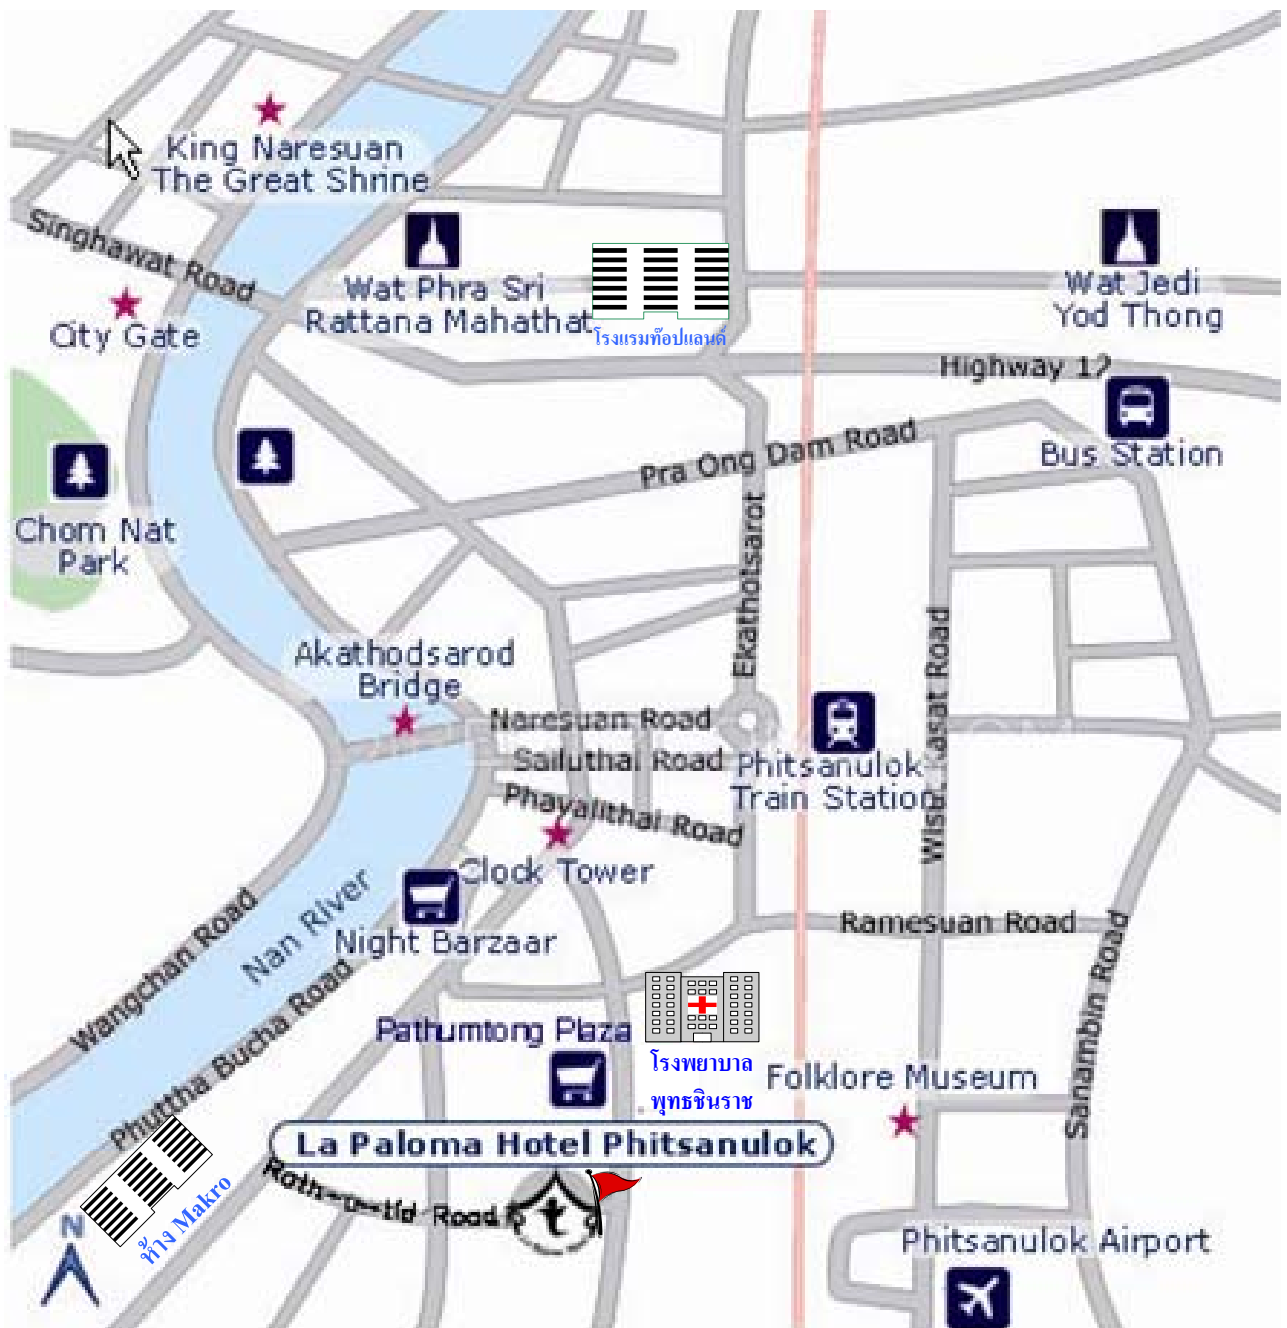 King Naresuan
The Great Shrine
Singhawat Road
City Gate
Wat Phra Sri
Rattana Mahathat
โรงแรมท๊อปแลนด์
Wat Jedi
Yod Thong
Highway 12
Bus Station
Pra Ong Dam Road
Chom Nat
Park
Ekathotsarot
Akathodsarod
Bridge
Naresuan Road
Sailuthai Road
Phitsanulok
Train Station
Kasat Road
Phayalithai Road
Clock Tower
Night Barzaar
Nan River
Wangchan Road
Phuttha Bucha Road
Ramesuan Road
Sanambin Road
Pathumtong Plaza
โรงพยาบาล
พุทธชินราช
Folklore Museum
La Paloma Hotel Phitsanulok
Road
ห้าง Makro
N
Phitsanulok Airport